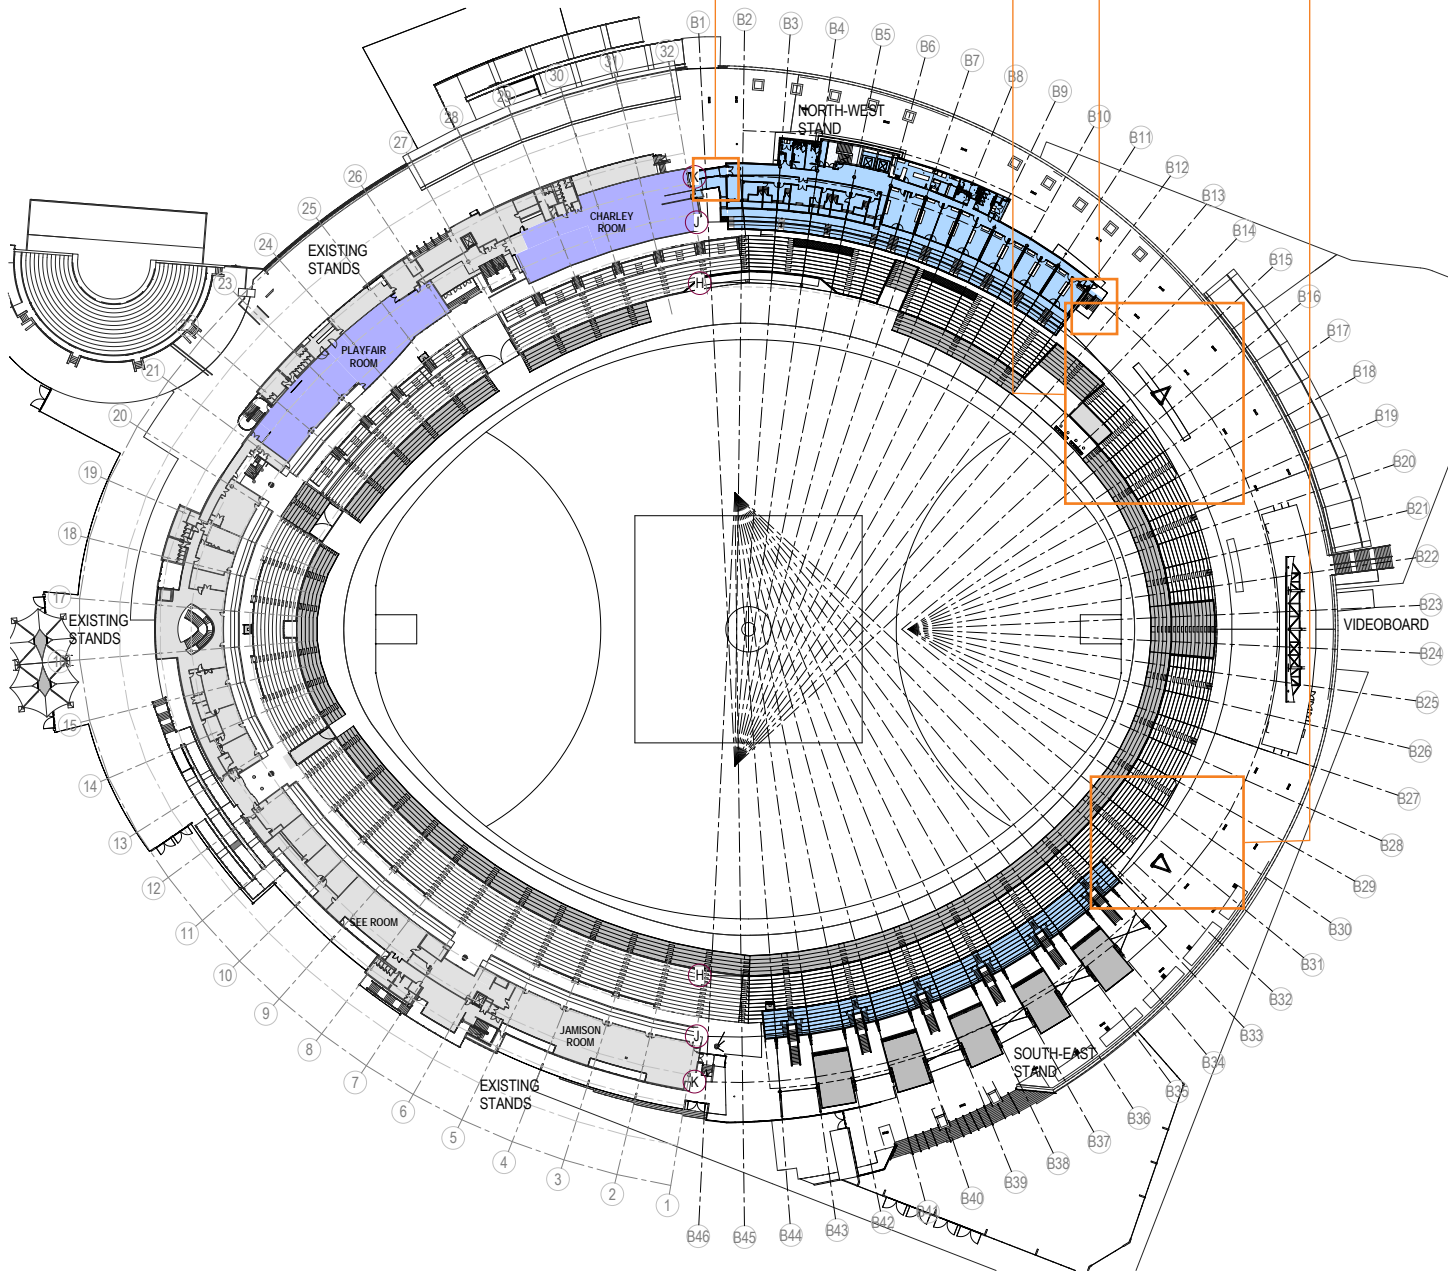 B1
B2
B3
B4
B5
B6
B7
B8
B9
B10
B11
B12
B13
B14
B15
B16
B17
B18
B19
B20
B21
B22
B23
B24
B25
B26
B27
B28
B29
B30
B31
B32
B33
B34
B35
B36
B37
B38
B39
B40
B41
B42
B43
B44
B45
B46
1
2
3
4
5
6
7
8
9
10
11
12
13
14
15
17
18
19
20
21
23
24
25
26
27
28
29
30
31
32
NORTH-WEST
STAND
K
J
H
CHARLEY
ROOM
EXISTING
STANDS
PLAYFAIR
ROOM
EXISTING
STANDS
VIDEOBOARD
SEE ROOM
H
J
K
JAMISON
ROOM
EXISTING
STANDS
SOUTH-EAST
STAND